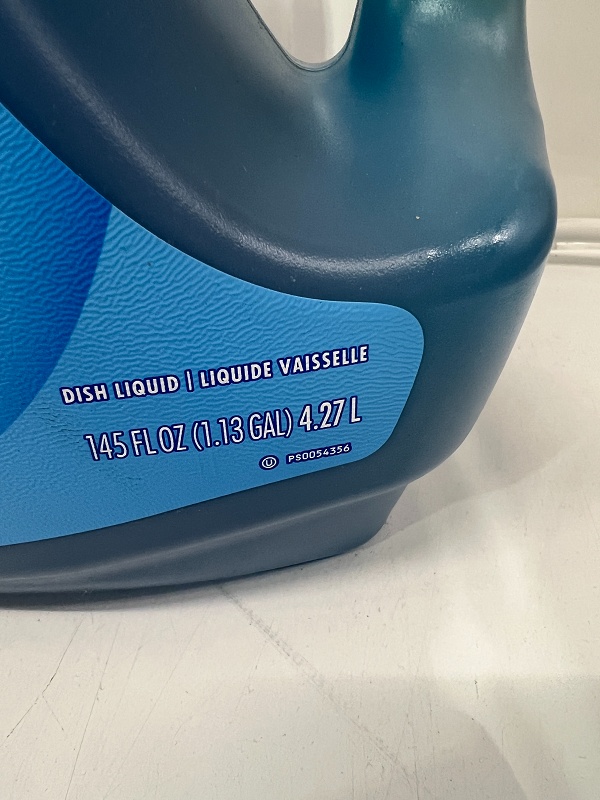 DISH LIQUID | LIQUIDE VAISSELLE
145 FL OZ (1.13 GAL) 4.27 L
Ⓤ PS0054356